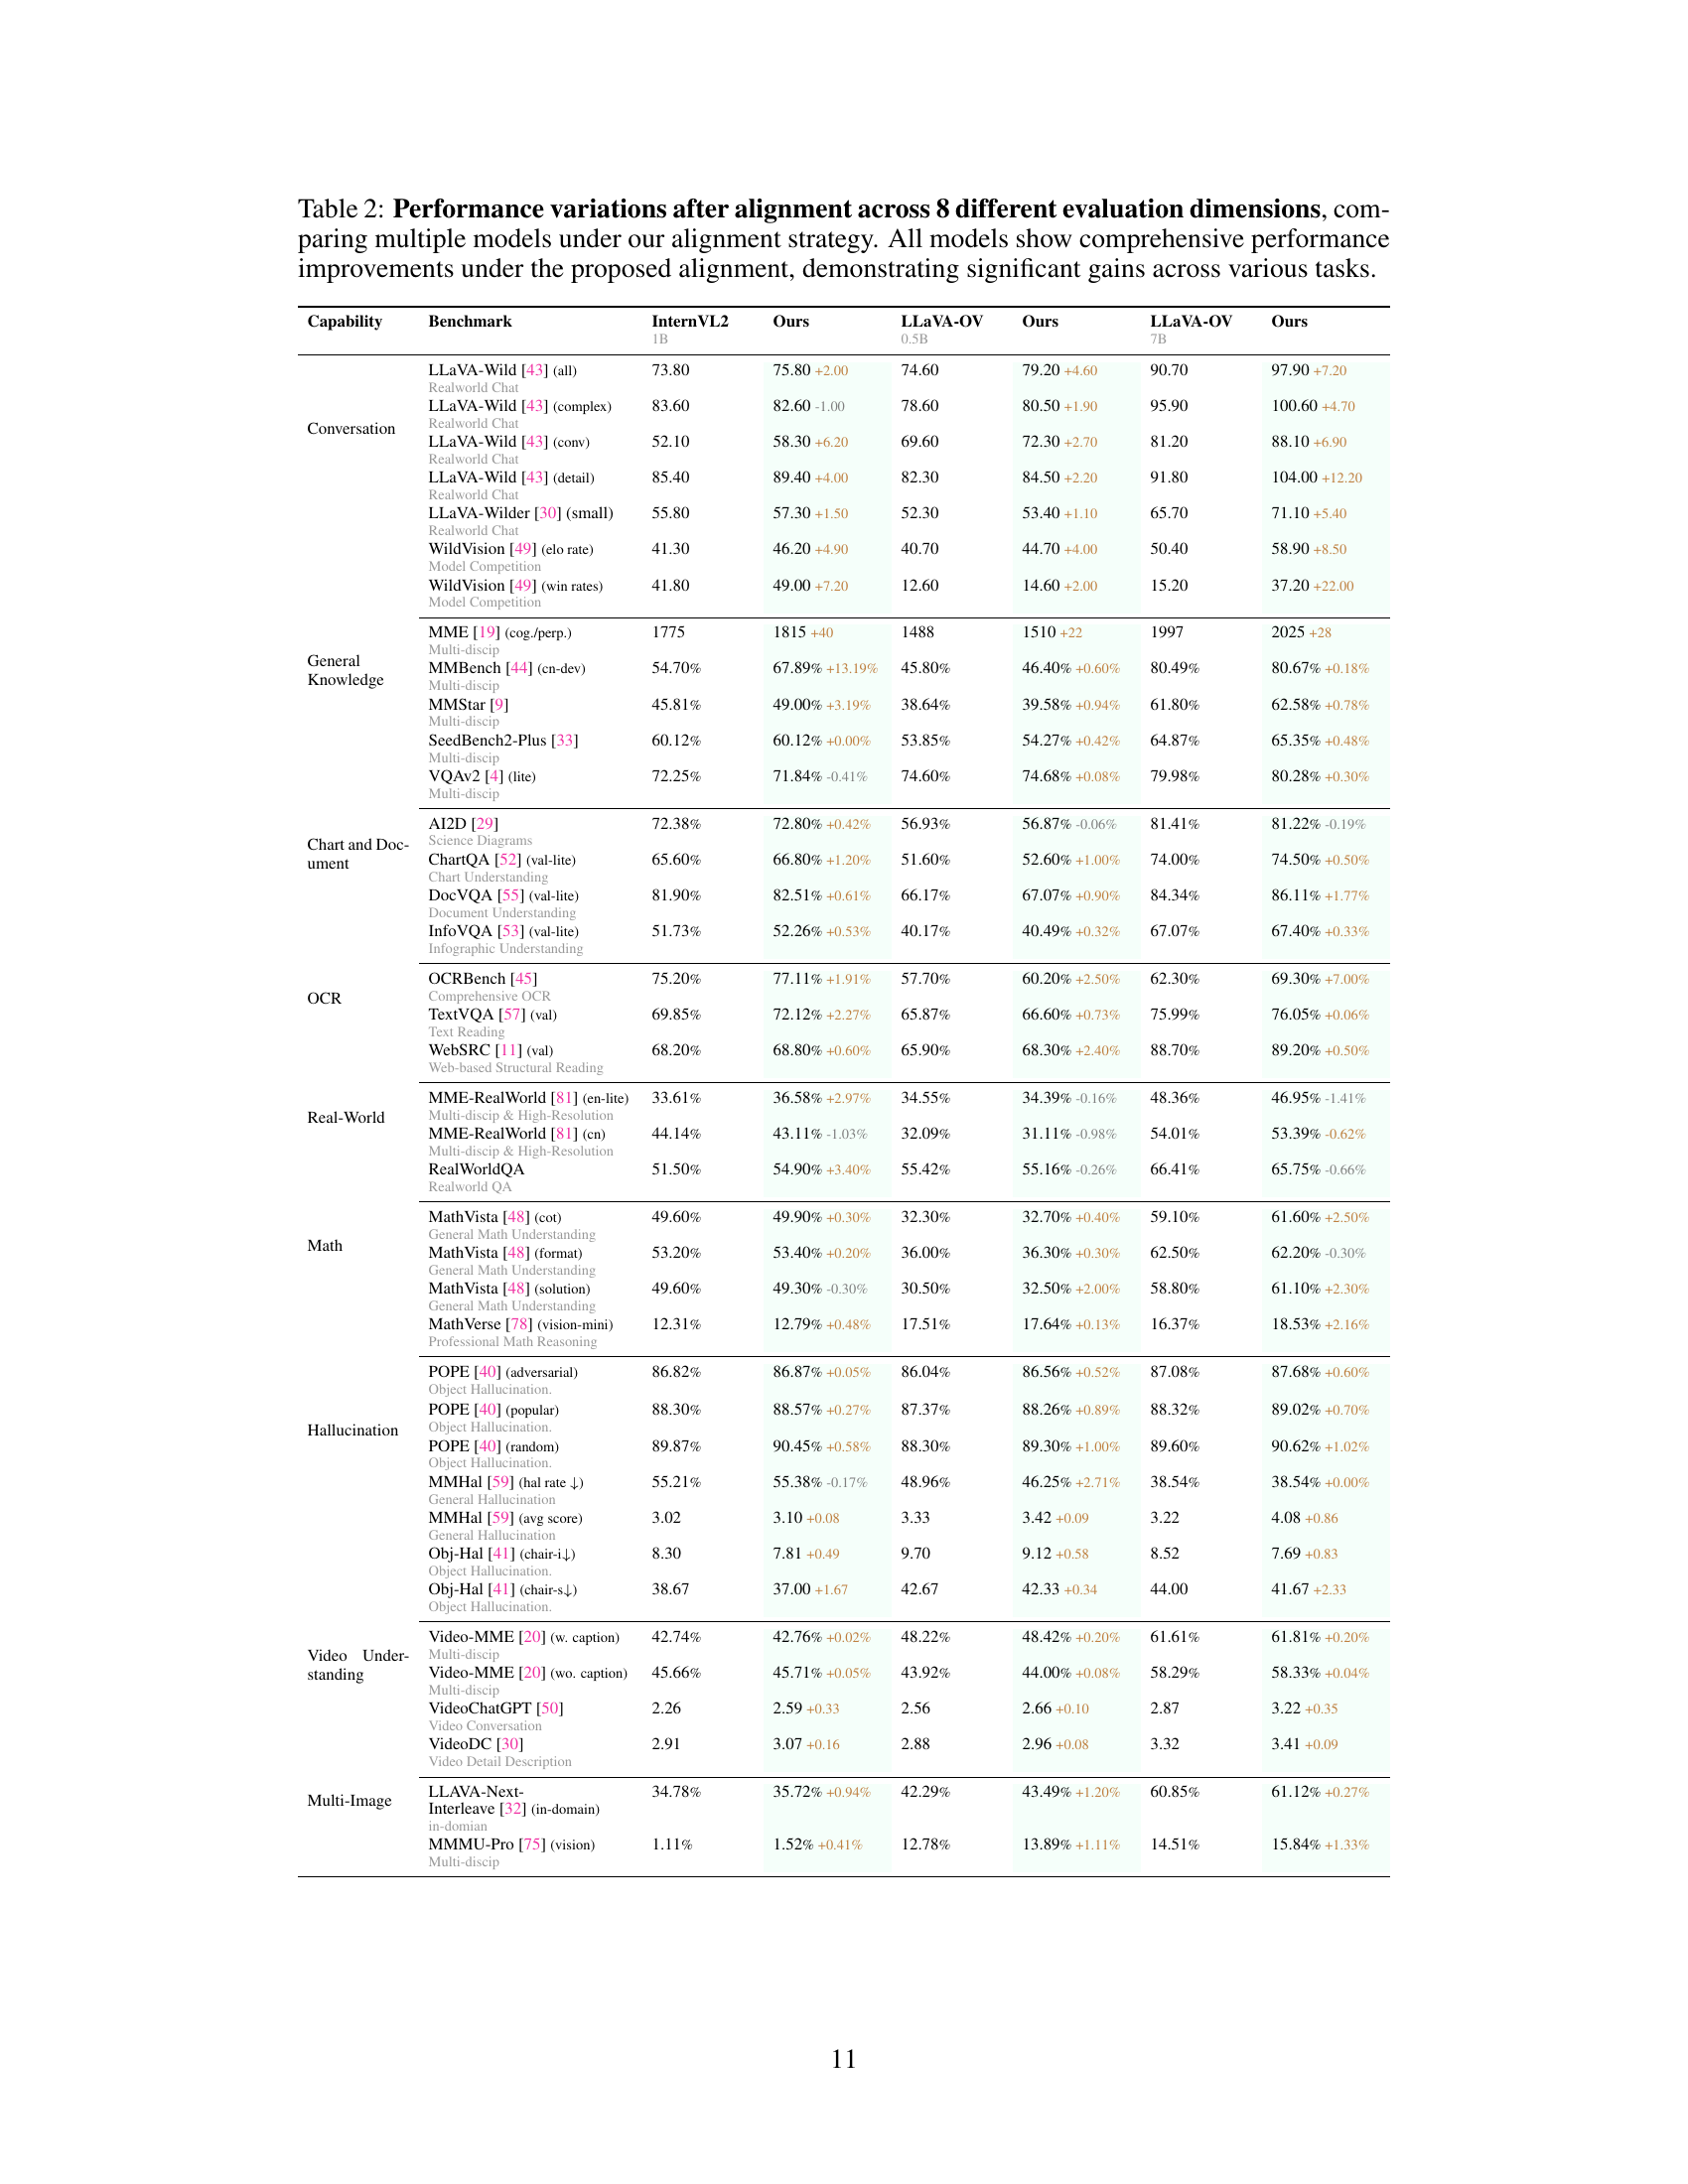 Table 2: Performance variations after alignment across 8 different evaluation dimensions, com-
paring multiple models under our alignment strategy. All models show comprehensive performance
improvements under the proposed alignment, demonstrating significant gains across various tasks.
Capability Benchmark InternVL2 Ours LLaVA-OV Ours LLaVA-OV Ours
1B 0.5B 7B
LLaVA-Wild [43] (all) 73.80 75.80 +2.00 74.60 79.20 +4.60 90.70 97.90 +7.20
Realworld Chat
LLaVA-Wild [43] (complex) 83.60 82.60 -1.00 78.60 80.50 +1.90 95.90 100.60 +4.70
Realworld Chat
Conversation
LLaVA-Wild [43] (conv) 52.10 58.30 +6.20 69.60 72.30 +2.70 81.20 88.10 +6.90
Realworld Chat
LLaVA-Wild [43] (detail) 85.40 89.40 +4.00 82.30 84.50 +2.20 91.80 104.00 +12.20
Realworld Chat
LLaVA-Wilder [30] (small) 55.80 57.30 +1.50 52.30 53.40 +1.10 65.70 71.10 +5.40
Realworld Chat
WildVision [49] (elo rate) 41.30 46.20 +4.90 40.70 44.70 +4.00 50.40 58.90 +8.50
Model Competition
WildVision [49] (win rates) 41.80 49.00 +7.20 12.60 14.60 +2.00 15.20 37.20 +22.00
Model Competition
MME [19] (cog./perp.) 1775 1815 +40 1488 1510 +22 1997 2025 +28
Multi-discip
General
MMBench [44] (cn-dev) 54.70% 67.89% +13.19% 45.80% 46.40% +0.60% 80.49% 80.67% +0.18%
Knowledge
Multi-discip
MMStar [9] 45.81% 49.00% +3.19% 38.64% 39.58% +0.94% 61.80% 62.58% +0.78%
Multi-discip
SeedBench2-Plus [33] 60.12% 60.12% +0.00% 53.85% 54.27% +0.42% 64.87% 65.35% +0.48%
Multi-discip
VQAv2 [4] (lite) 72.25% 71.84% -0.41% 74.60% 74.68% +0.08% 79.98% 80.28% +0.30%
Multi-discip
AI2D [29] 72.38% 72.80% +0.42% 56.93% 56.87% -0.06% 81.41% 81.22% -0.19%
Science Diagrams
Chart and Doc-
ChartQA [52] (val-lite) 65.60% 66.80% +1.20% 51.60% 52.60% +1.00% 74.00% 74.50% +0.50%
ument
Chart Understanding
DocVQA [55] (val-lite) 81.90% 82.51% +0.61% 66.17% 67.07% +0.90% 84.34% 86.11% +1.77%
Document Understanding
InfoVQA [53] (val-lite) 51.73% 52.26% +0.53% 40.17% 40.49% +0.32% 67.07% 67.40% +0.33%
Infographic Understanding
OCRBench [45] 75.20% 77.11% +1.91% 57.70% 60.20% +2.50% 62.30% 69.30% +7.00%
Comprehensive OCR
OCR
TextVQA [57] (val) 69.85% 72.12% +2.27% 65.87% 66.60% +0.73% 75.99% 76.05% +0.06%
Text Reading
WebSRC [11] (val) 68.20% 68.80% +0.60% 65.90% 68.30% +2.40% 88.70% 89.20% +0.50%
Web-based Structural Reading
MME-RealWorld [81] (en-lite) 33.61% 36.58% +2.97% 34.55% 34.39% -0.16% 48.36% 46.95% -1.41%
Multi-discip & High-Resolution
Real-World
MME-RealWorld [81] (cn) 44.14% 43.11% -1.03% 32.09% 31.11% -0.98% 54.01% 53.39% -0.62%
Multi-discip & High-Resolution
RealWorldQA 51.50% 54.90% +3.40% 55.42% 55.16% -0.26% 66.41% 65.75% -0.66%
Realworld QA
MathVista [48] (cot) 49.60% 49.90% +0.30% 32.30% 32.70% +0.40% 59.10% 61.60% +2.50%
General Math Understanding
Math
MathVista [48] (format) 53.20% 53.40% +0.20% 36.00% 36.30% +0.30% 62.50% 62.20% -0.30%
General Math Understanding
MathVista [48] (solution) 49.60% 49.30% -0.30% 30.50% 32.50% +2.00% 58.80% 61.10% +2.30%
General Math Understanding
MathVerse [78] (vision-mini) 12.31% 12.79% +0.48% 17.51% 17.64% +0.13% 16.37% 18.53% +2.16%
Professional Math Reasoning
POPE [40] (adversarial) 86.82% 86.87% +0.05% 86.04% 86.56% +0.52% 87.08% 87.68% +0.60%
Object Hallucination.
POPE [40] (popular) 88.30% 88.57% +0.27% 87.37% 88.26% +0.89% 88.32% 89.02% +0.70%
Object Hallucination.
Hallucination
POPE [40] (random) 89.87% 90.45% +0.58% 88.30% 89.30% +1.00% 89.60% 90.62% +1.02%
Object Hallucination.
MMHal [59] (hal rate ↓) 55.21% 55.38% -0.17% 48.96% 46.25% +2.71% 38.54% 38.54% +0.00%
General Hallucination
MMHal [59] (avg score) 3.02 3.10 +0.08 3.33 3.42 +0.09 3.22 4.08 +0.86
General Hallucination
Obj-Hal [41] (chair-i↓) 8.30 7.81 +0.49 9.70 9.12 +0.58 8.52 7.69 +0.83
Object Hallucination.
Obj-Hal [41] (chair-s↓) 38.67 37.00 +1.67 42.67 42.33 +0.34 44.00 41.67 +2.33
Object Hallucination.
Video-MME [20] (w. caption) 42.74% 42.76% +0.02% 48.22% 48.42% +0.20% 61.61% 61.81% +0.20%
Multi-discip
Video Under-
Video-MME [20] (wo. caption) 45.66% 45.71% +0.05% 43.92% 44.00% +0.08% 58.29% 58.33% +0.04%
standing
Multi-discip
VideoChatGPT [50] 2.26 2.59 +0.33 2.56 2.66 +0.10 2.87 3.22 +0.35
Video Conversation
VideoDC [30] 2.91 3.07 +0.16 2.88 2.96 +0.08 3.32 3.41 +0.09
Video Detail Description
LLAVA-Next- 34.78% 35.72% +0.94% 42.29% 43.49% +1.20% 60.85% 61.12% +0.27%
Multi-Image
Interleave [32] (in-domain)
in-domian
MMMU-Pro [75] (vision) 1.11% 1.52% +0.41% 12.78% 13.89% +1.11% 14.51% 15.84% +1.33%
Multi-discip
11